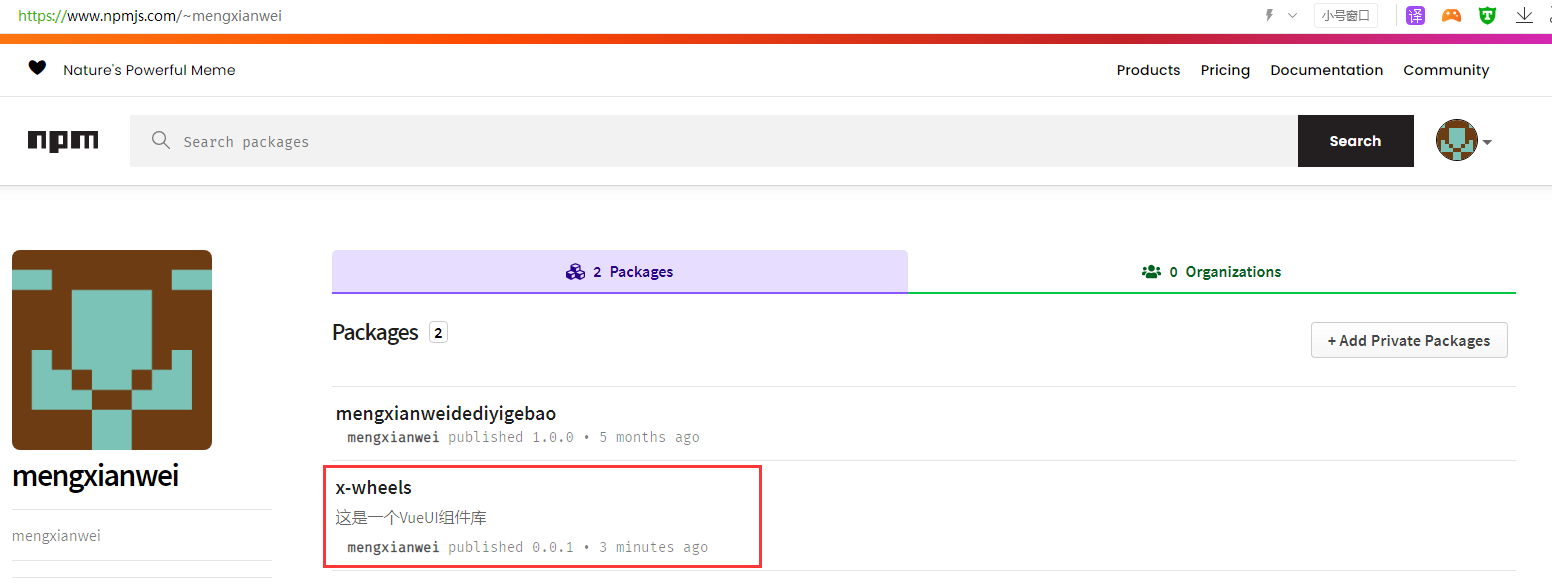 https://www.npmjs.com/~mengxianwei
小号窗口
译
T
Nature's Powerful Meme
Products Pricing Documentation Community
npm
Search packages
Search
2 Packages
0 Organizations
Packages 2
+ Add Private Packages
mengxianweidediyigebao
mengxianwei published 1.0.0 • 5 months ago
mengxianwei
x-wheels
这是一个VueUI组件库
mengxianwei
mengxianwei published 0.0.1 • 3 minutes ago